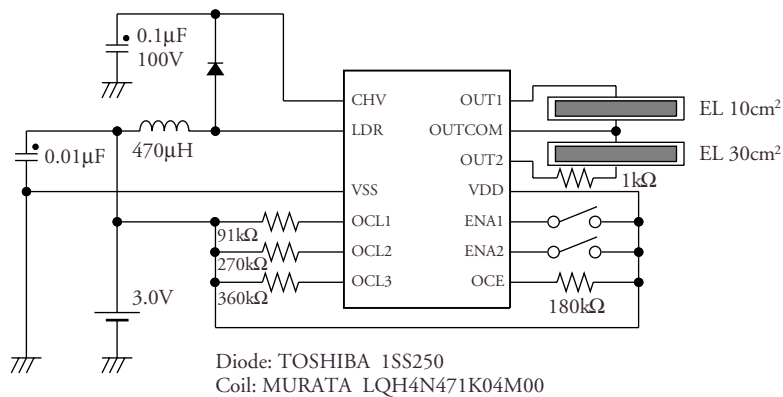 0.1µF
100V
CHV
OUT1
EL 10cm²
LDR
OUTCOM
470µH
0.01µF
OUT2
EL 30cm²
1kΩ
VSS
VDD
OCL1
ENA1
91kΩ
OCL2
ENA2
270kΩ
OCL3
OCE
360kΩ
180kΩ
3.0V
Diode: TOSHIBA 1SS250
Coil: MURATA LQH4N471K04M00